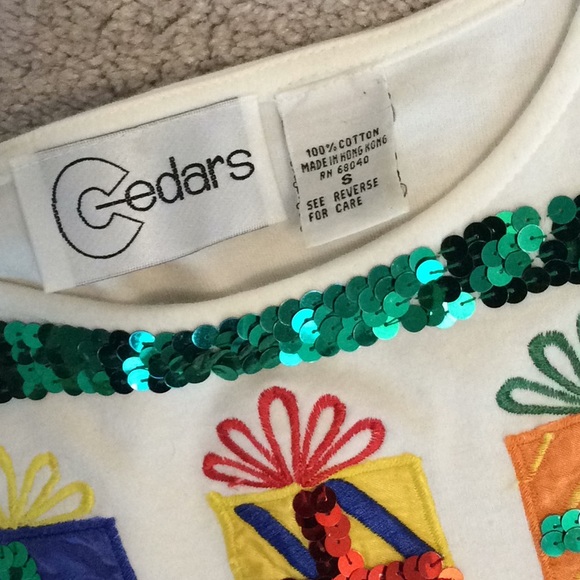 Cedars
100% COTTON
MADE IN HONG KONG
RN 68040
S
SEE REVERSE
FOR CARE